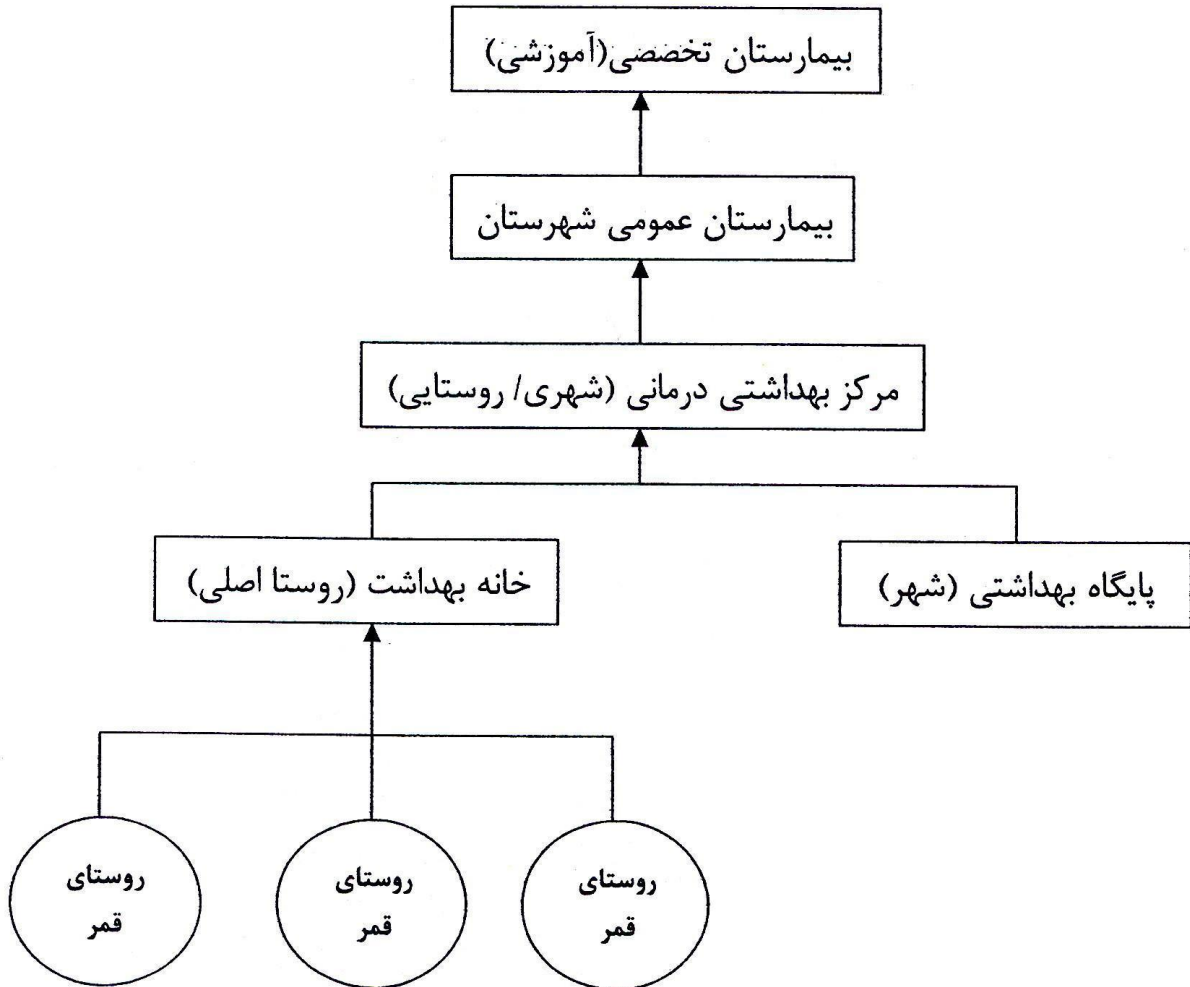 بیمارستان تخصصی(آموزشی)
بیمارستان عمومی شهرستان
مرکز بهداشتی درمانی (شهری/ روستایی)
پایگاه بهداشتی (شهر)
خانه بهداشت (روستا اصلی)
روستای
قمر
روستای
قمر
روستای
قمر